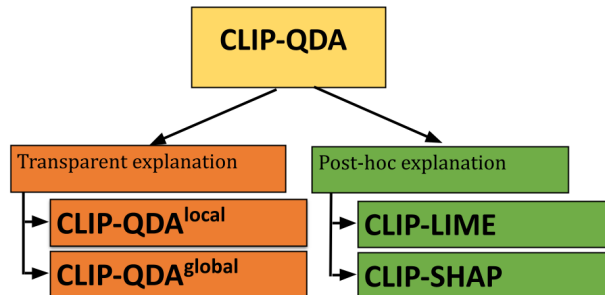 CLIP-QDA
Transparent explanation
CLIP-QDA^local
CLIP-QDA^global
Post-hoc explanation
CLIP-LIME
CLIP-SHAP